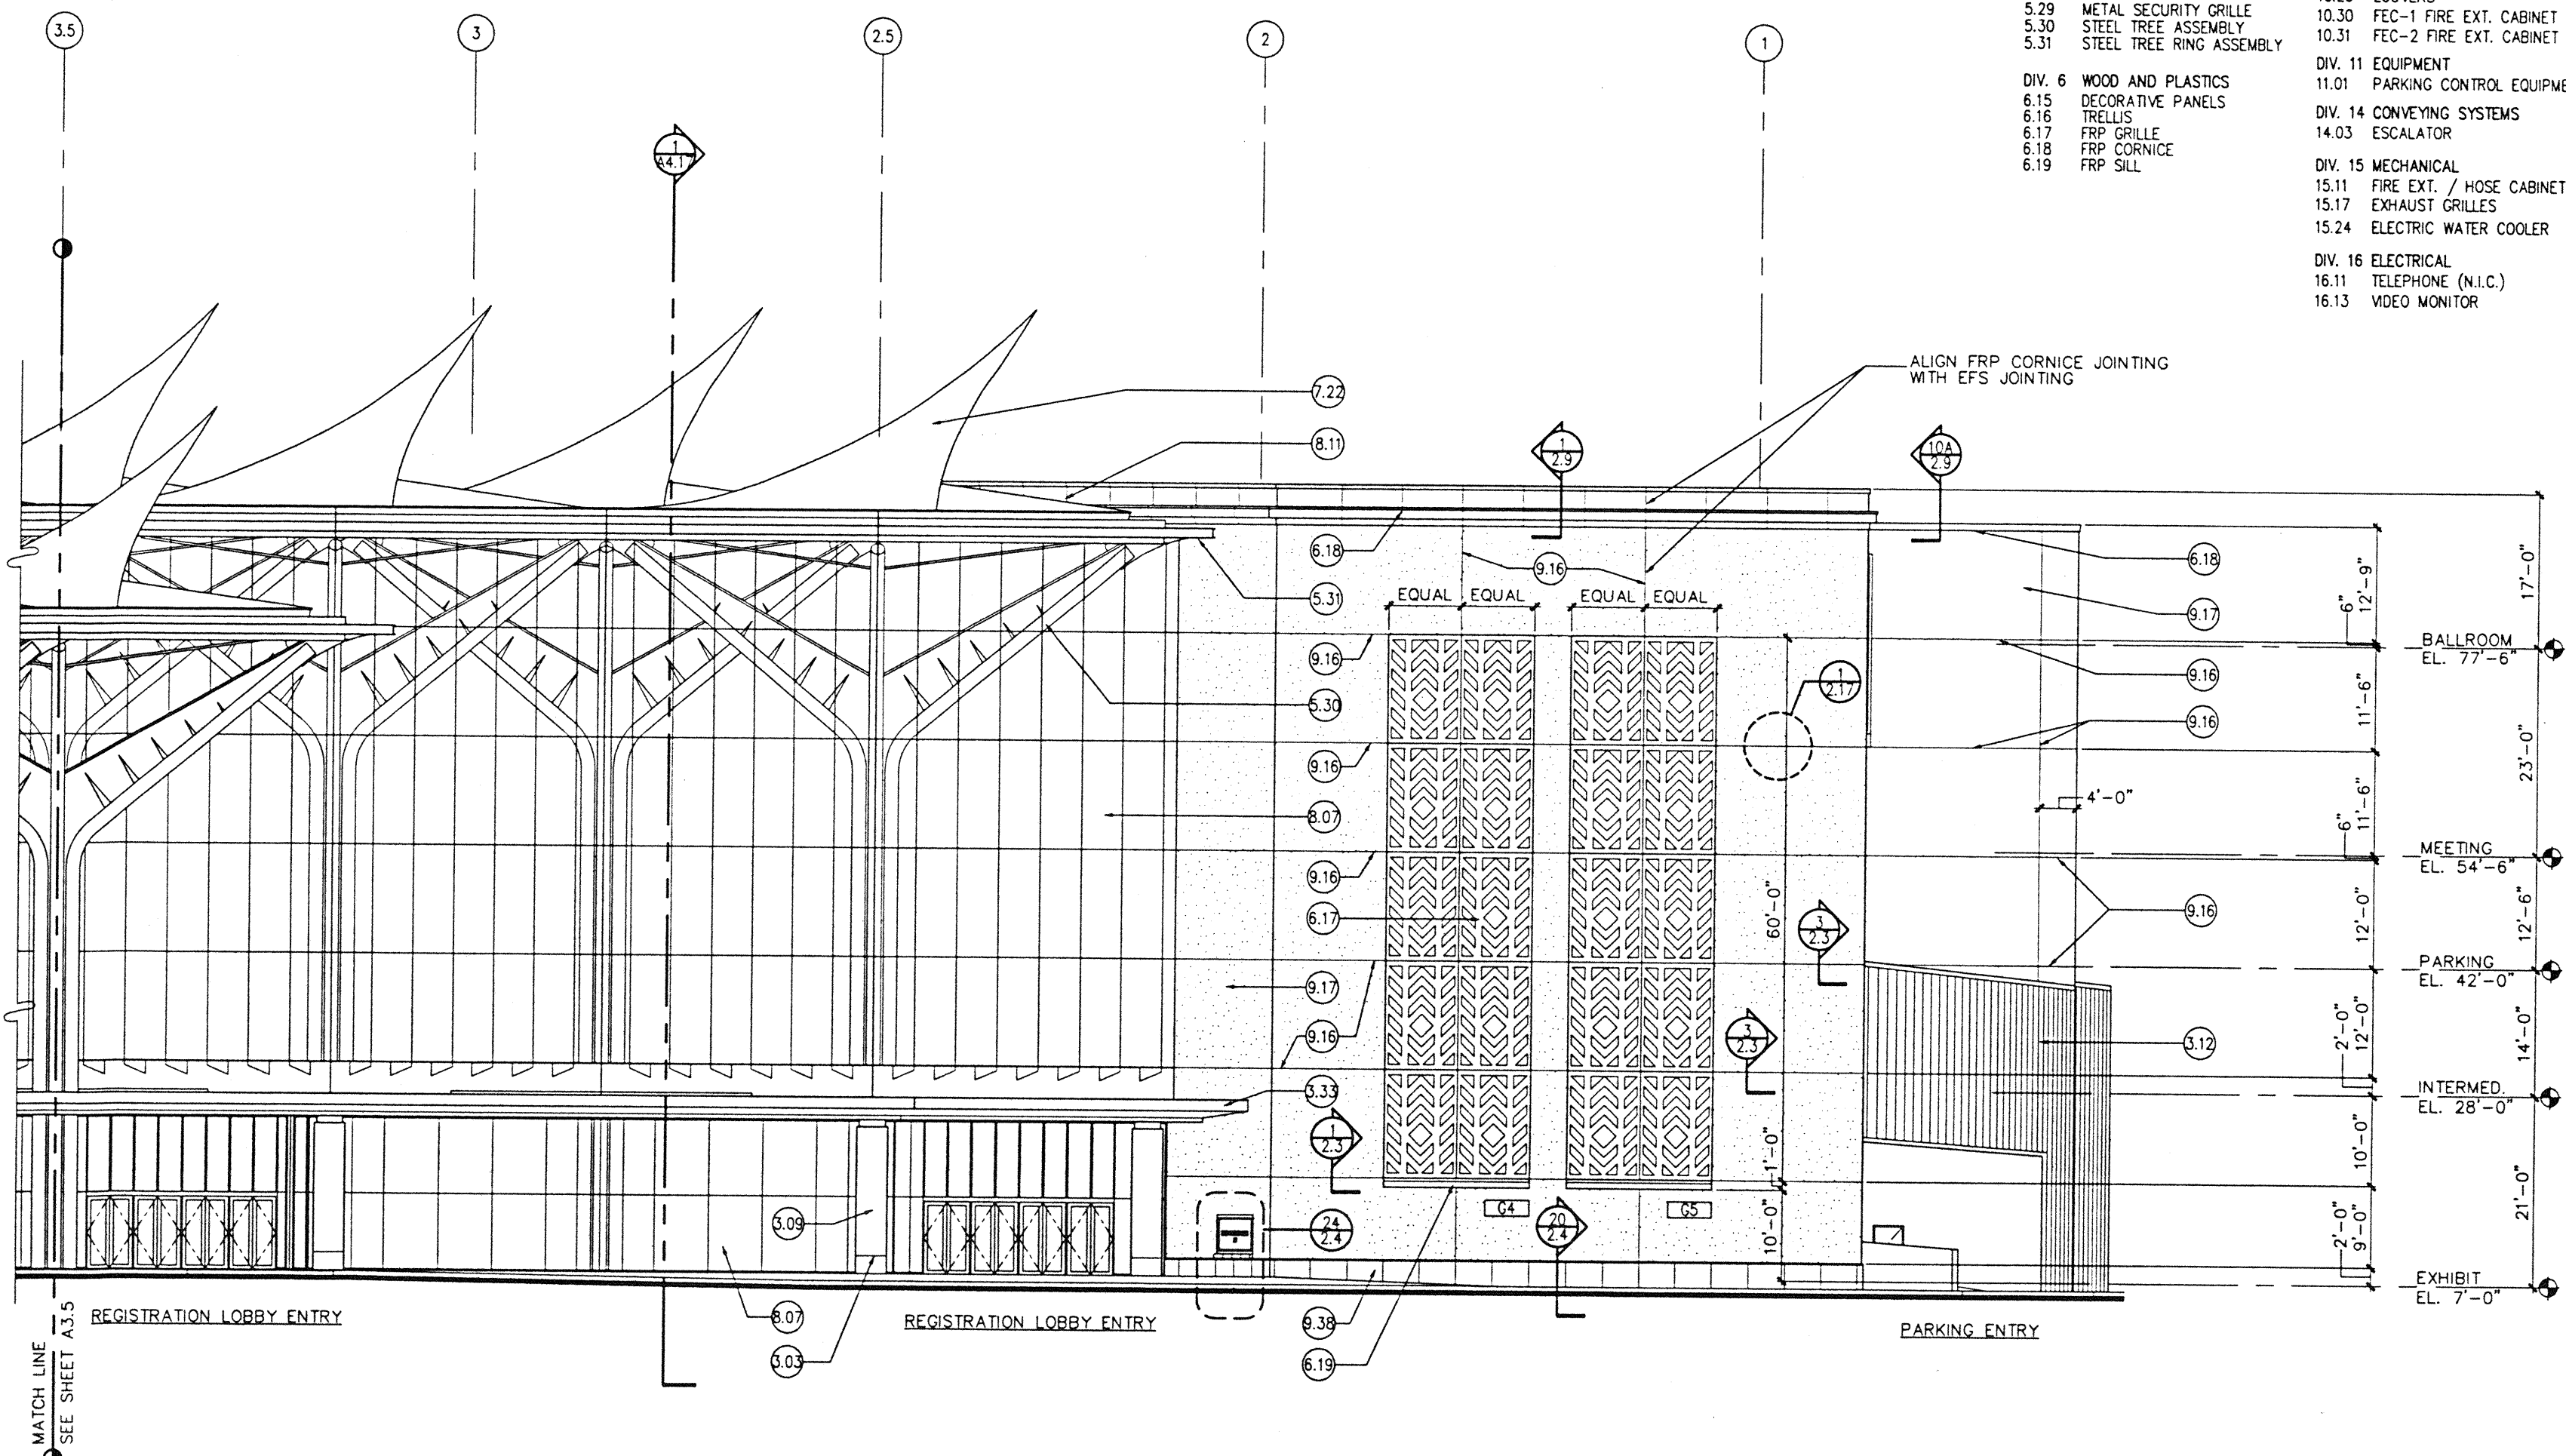 3.5
3
2.5
2
1
5.29 METAL SECURITY GRILLE
5.30 STEEL TREE ASSEMBLY
5.31 STEEL TREE RING ASSEMBLY
DIV. 6 WOOD AND PLASTICS
6.15 DECORATIVE PANELS
6.16 TRELLIS
6.17 FRP GRILLE
6.18 FRP CORNICE
6.19 FRP SILL
10.30 FEC-1 FIRE EXT. CABINET
10.31 FEC-2 FIRE EXT. CABINET
DIV. 11 EQUIPMENT
11.01 PARKING CONTROL EQUIPME
DIV. 14 CONVEYING SYSTEMS
14.03 ESCALATOR
DIV. 15 MECHANICAL
15.11 FIRE EXT. / HOSE CABINET
15.17 EXHAUST GRILLES
15.24 ELECTRIC WATER COOLER
DIV. 16 ELECTRICAL
16.11 TELEPHONE (N.I.C.)
16.13 VIDEO MONITOR
1
A4.17
ALIGN FRP CORNICE JOINTING
WITH EFS JOINTING
7.22
8.11
1
2.9
10A
2.9
6.18
9.16
6.18
5.31
EQUAL EQUAL EQUAL EQUAL
9.17
9.16
9.16
5.30
1
2.17
9.16
9.16
8.07
4'-0"
9.16
6.17
60'-0"
3
2.3
9.16
9.17
9.16
3
2.3
3.12
3.33
1
2.3
1'-0"
3.09
24
2.4
G4
G5
20
2.4
10'-0"
8.07
3.03
9.38
6.19
6"
12'-9"
17'-0"
BALLROOM
EL. 77'-6"
11'-6"
23'-0"
6"
11'-6"
MEETING
EL. 54'-6"
12'-0"
12'-6"
PARKING
EL. 42'-0"
2'-0"
12'-0"
14'-0"
INTERMED.
EL. 28'-0"
10'-0"
21'-0"
2'-0"
9'-0"
EXHIBIT
EL. 7'-0"
REGISTRATION LOBBY ENTRY
REGISTRATION LOBBY ENTRY
PARKING ENTRY
MATCH LINE
SEE SHEET A3.5